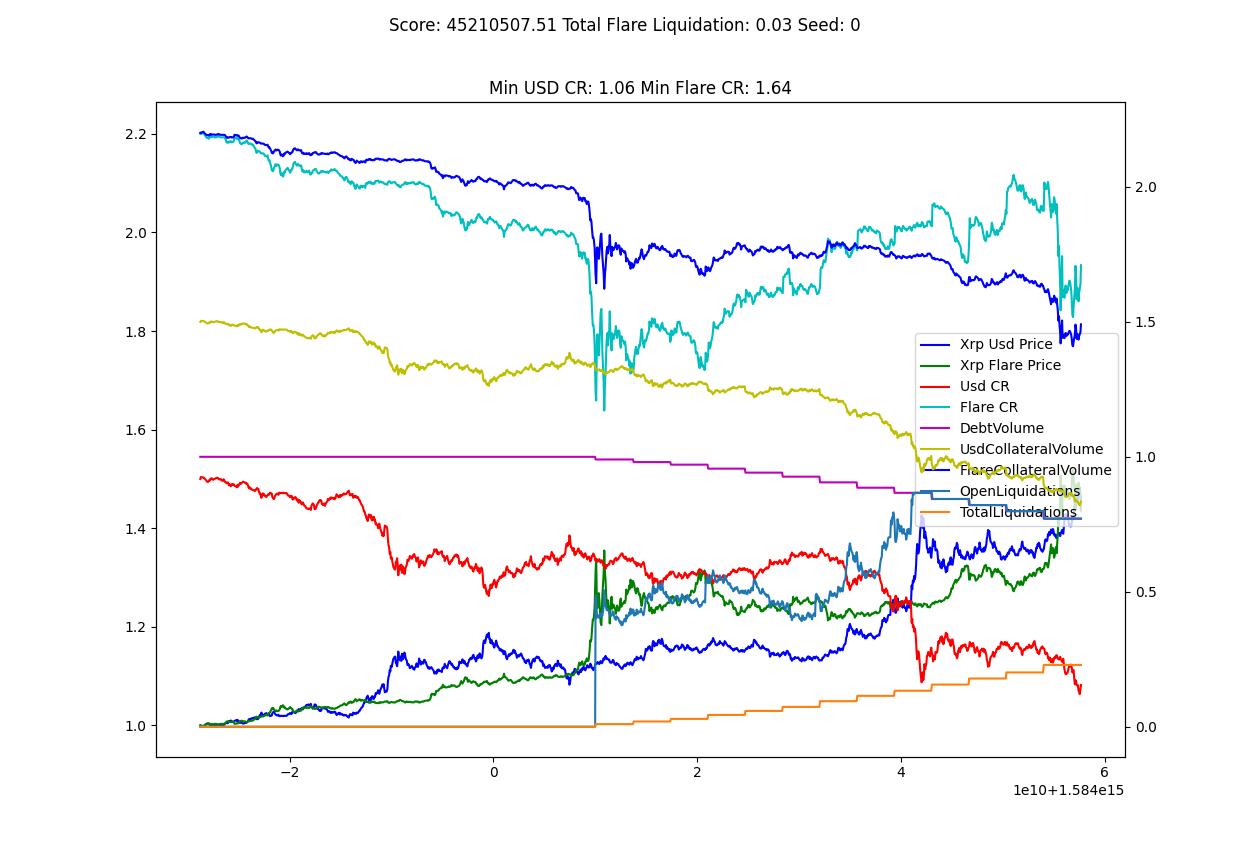 Score: 45210507.51 Total Flare Liquidation: 0.03 Seed: 0
Min USD CR: 1.06 Min Flare CR: 1.64
2.2
2.0
1.8
1.6
1.4
1.2
1.0
2.0
1.5
1.0
0.5
0.0
Xrp Usd Price
Xrp Flare Price
Usd CR
Flare CR
DebtVolume
UsdCollateralVolume
FlareCollateralVolume
OpenLiquidations
TotalLiquidations
−2
0
2
4
6
1e10+1.584e15